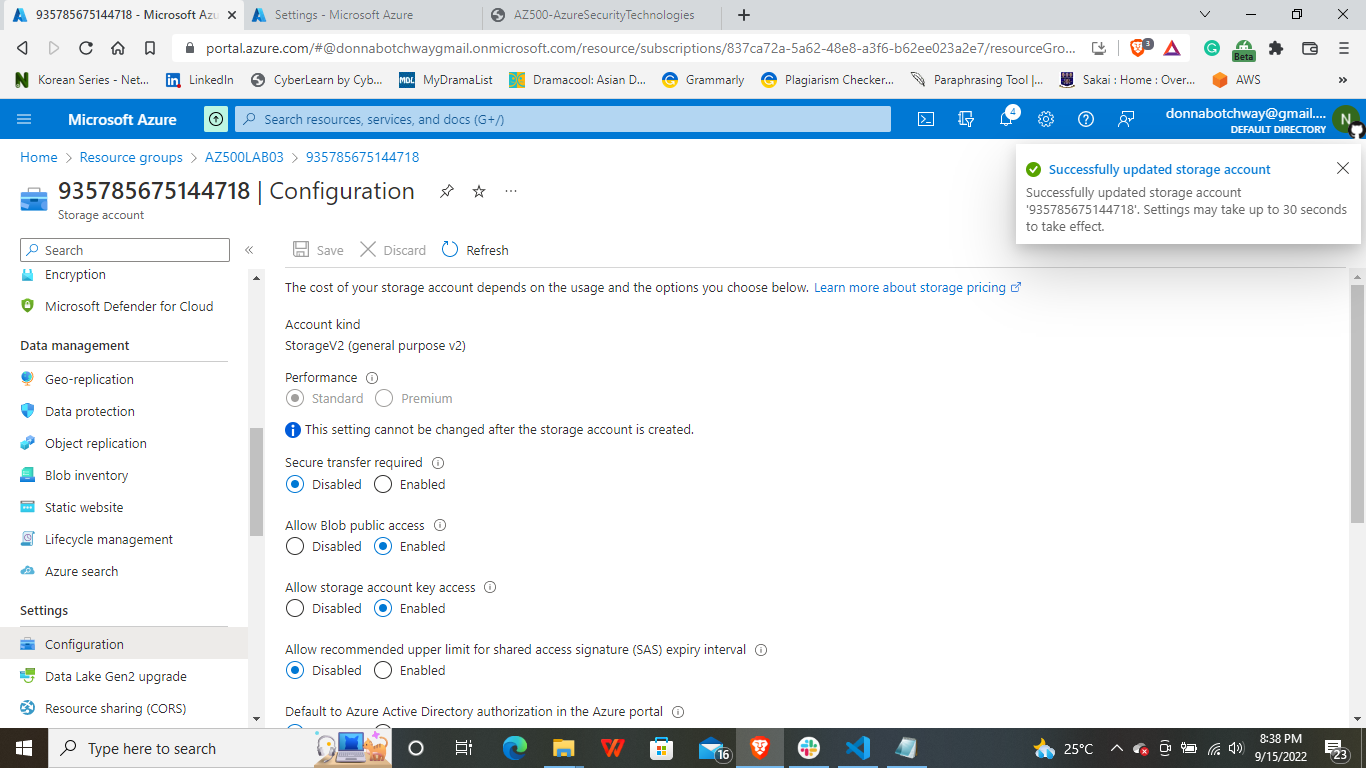 935785675144718 - Microsoft Azu
Settings - Microsoft Azure
AZ500-AzureSecurityTechnologies
portal.azure.com/#@donnabotchwaygmail.onmicrosoft.com/resource/subscriptions/837ca72a-5a62-48e8-a3f6-b62ee023a2e7/resourceGro...
3
Beta
Korean Series - Net...
LinkedIn
CyberLearn by Cyb...
MDL MyDramaList
Dramacool: Asian D...
Grammarly
Plagiarism Checker...
Paraphrasing Tool |...
Sakai : Home : Over...
AWS
»
Microsoft Azure
Search resources, services, and docs (G+/)
4
donnabotchway@gmail....
DEFAULT DIRECTORY
N
Home > Resource groups > AZ500LAB03 > 935785675144718
935785675144718 | Configuration
...
Storage account
Successfully updated storage account
Successfully updated storage account
'935785675144718'. Settings may take up to 30 seconds
to take effect.
Search
«
Save
Discard
Refresh
Encryption
Microsoft Defender for Cloud
Data management
Geo-replication
Data protection
Object replication
Blob inventory
Static website
Lifecycle management
Azure search
Settings
Configuration
Data Lake Gen2 upgrade
Resource sharing (CORS)
The cost of your storage account depends on the usage and the options you choose below. Learn more about storage pricing
Account kind
StorageV2 (general purpose v2)
Performance
Standard Premium
This setting cannot be changed after the storage account is created.
Secure transfer required
Disabled Enabled
Allow Blob public access
Disabled Enabled
Allow storage account key access
Disabled Enabled
Allow recommended upper limit for shared access signature (SAS) expiry interval
Disabled Enabled
Default to Azure Active Directory authorization in the Azure portal
Type here to search
16
25°C
8:38 PM
9/15/2022
23